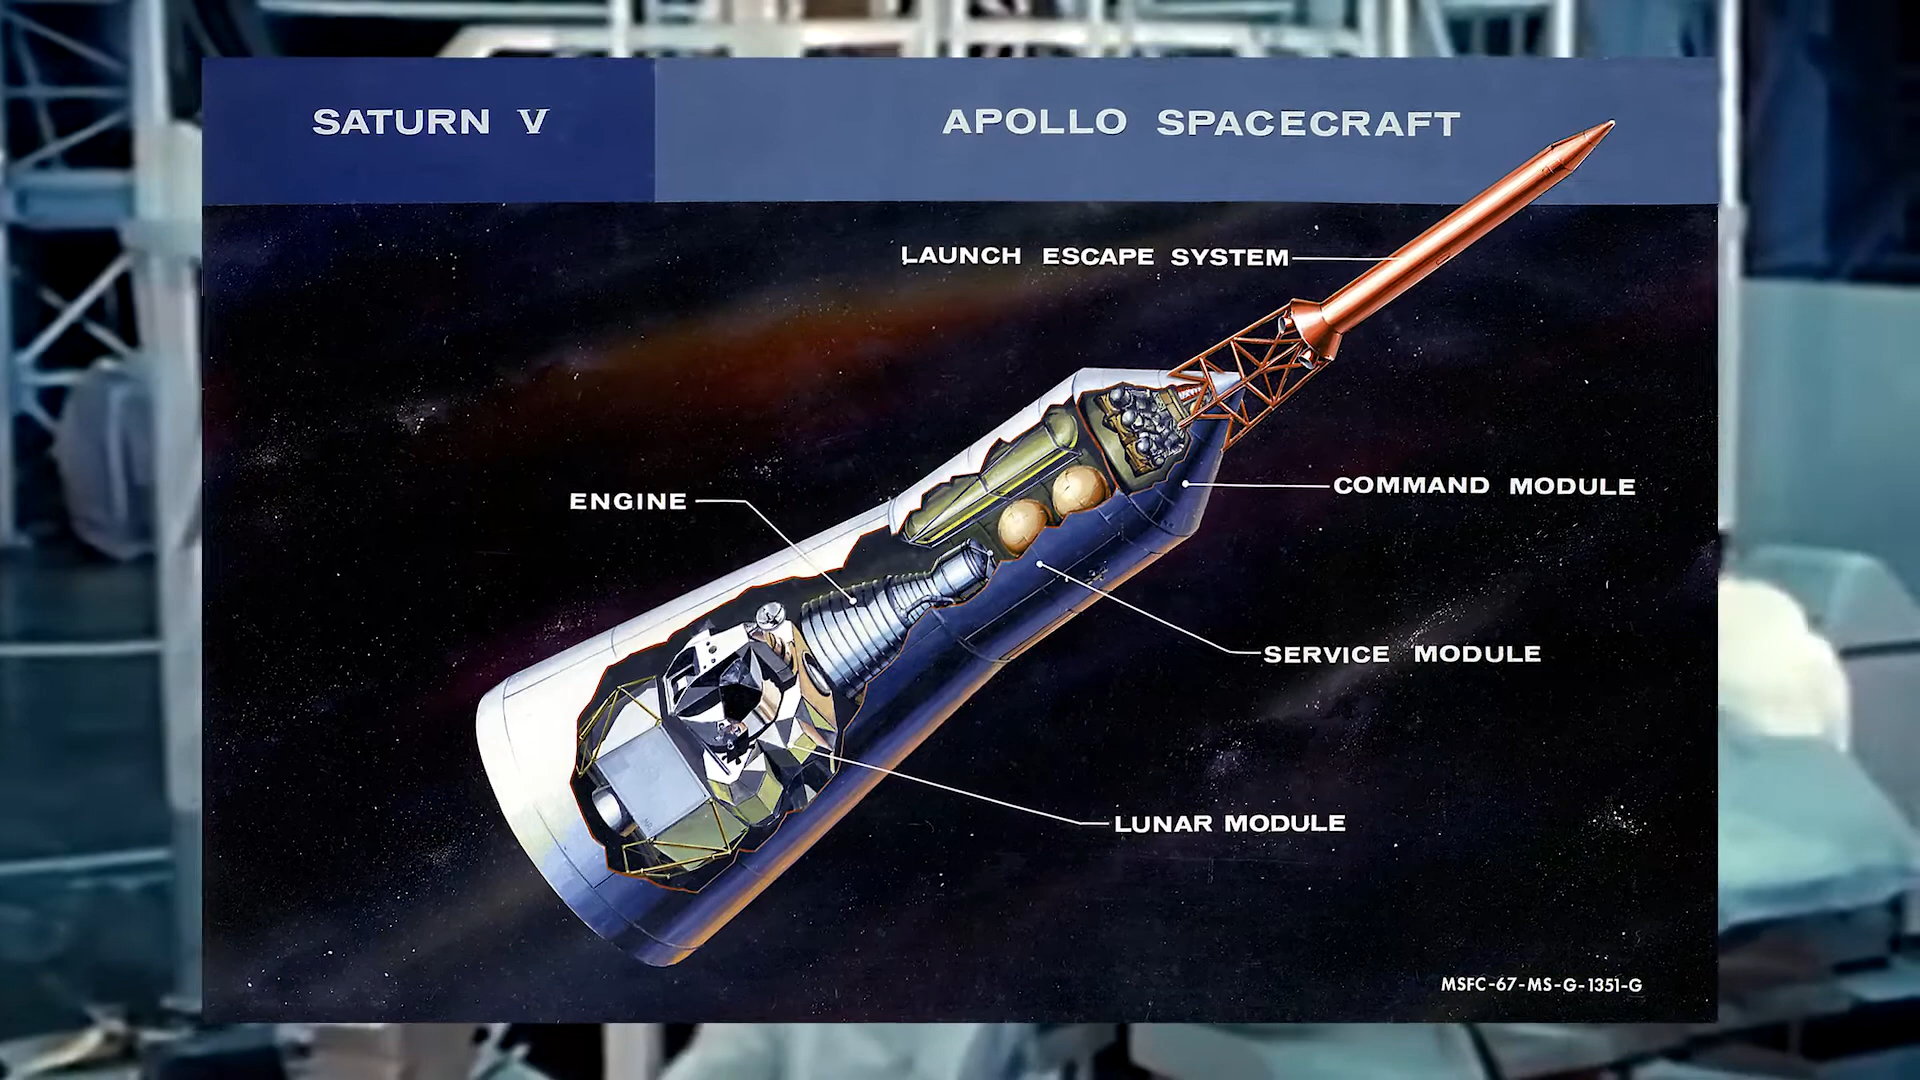 SATURN V
APOLLO SPACECRAFT
LAUNCH ESCAPE SYSTEM
COMMAND MODULE
ENGINE
SERVICE MODULE
LUNAR MODULE
MSFC-67-MS-G-1351-G